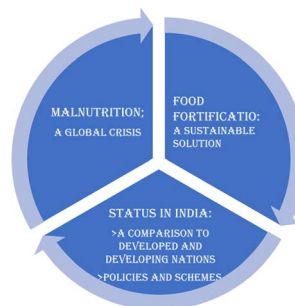 MALNUTRITION;
A GLOBAL CRISIS
FOOD
FORTIFICATIO:
A SUSTAINABLE
SOLUTION
STATUS IN INDIA:
>A COMPARISON TO
DEVELOPED AND
DEVELOPING NATIONS
>POLICIES AND SCHEMES